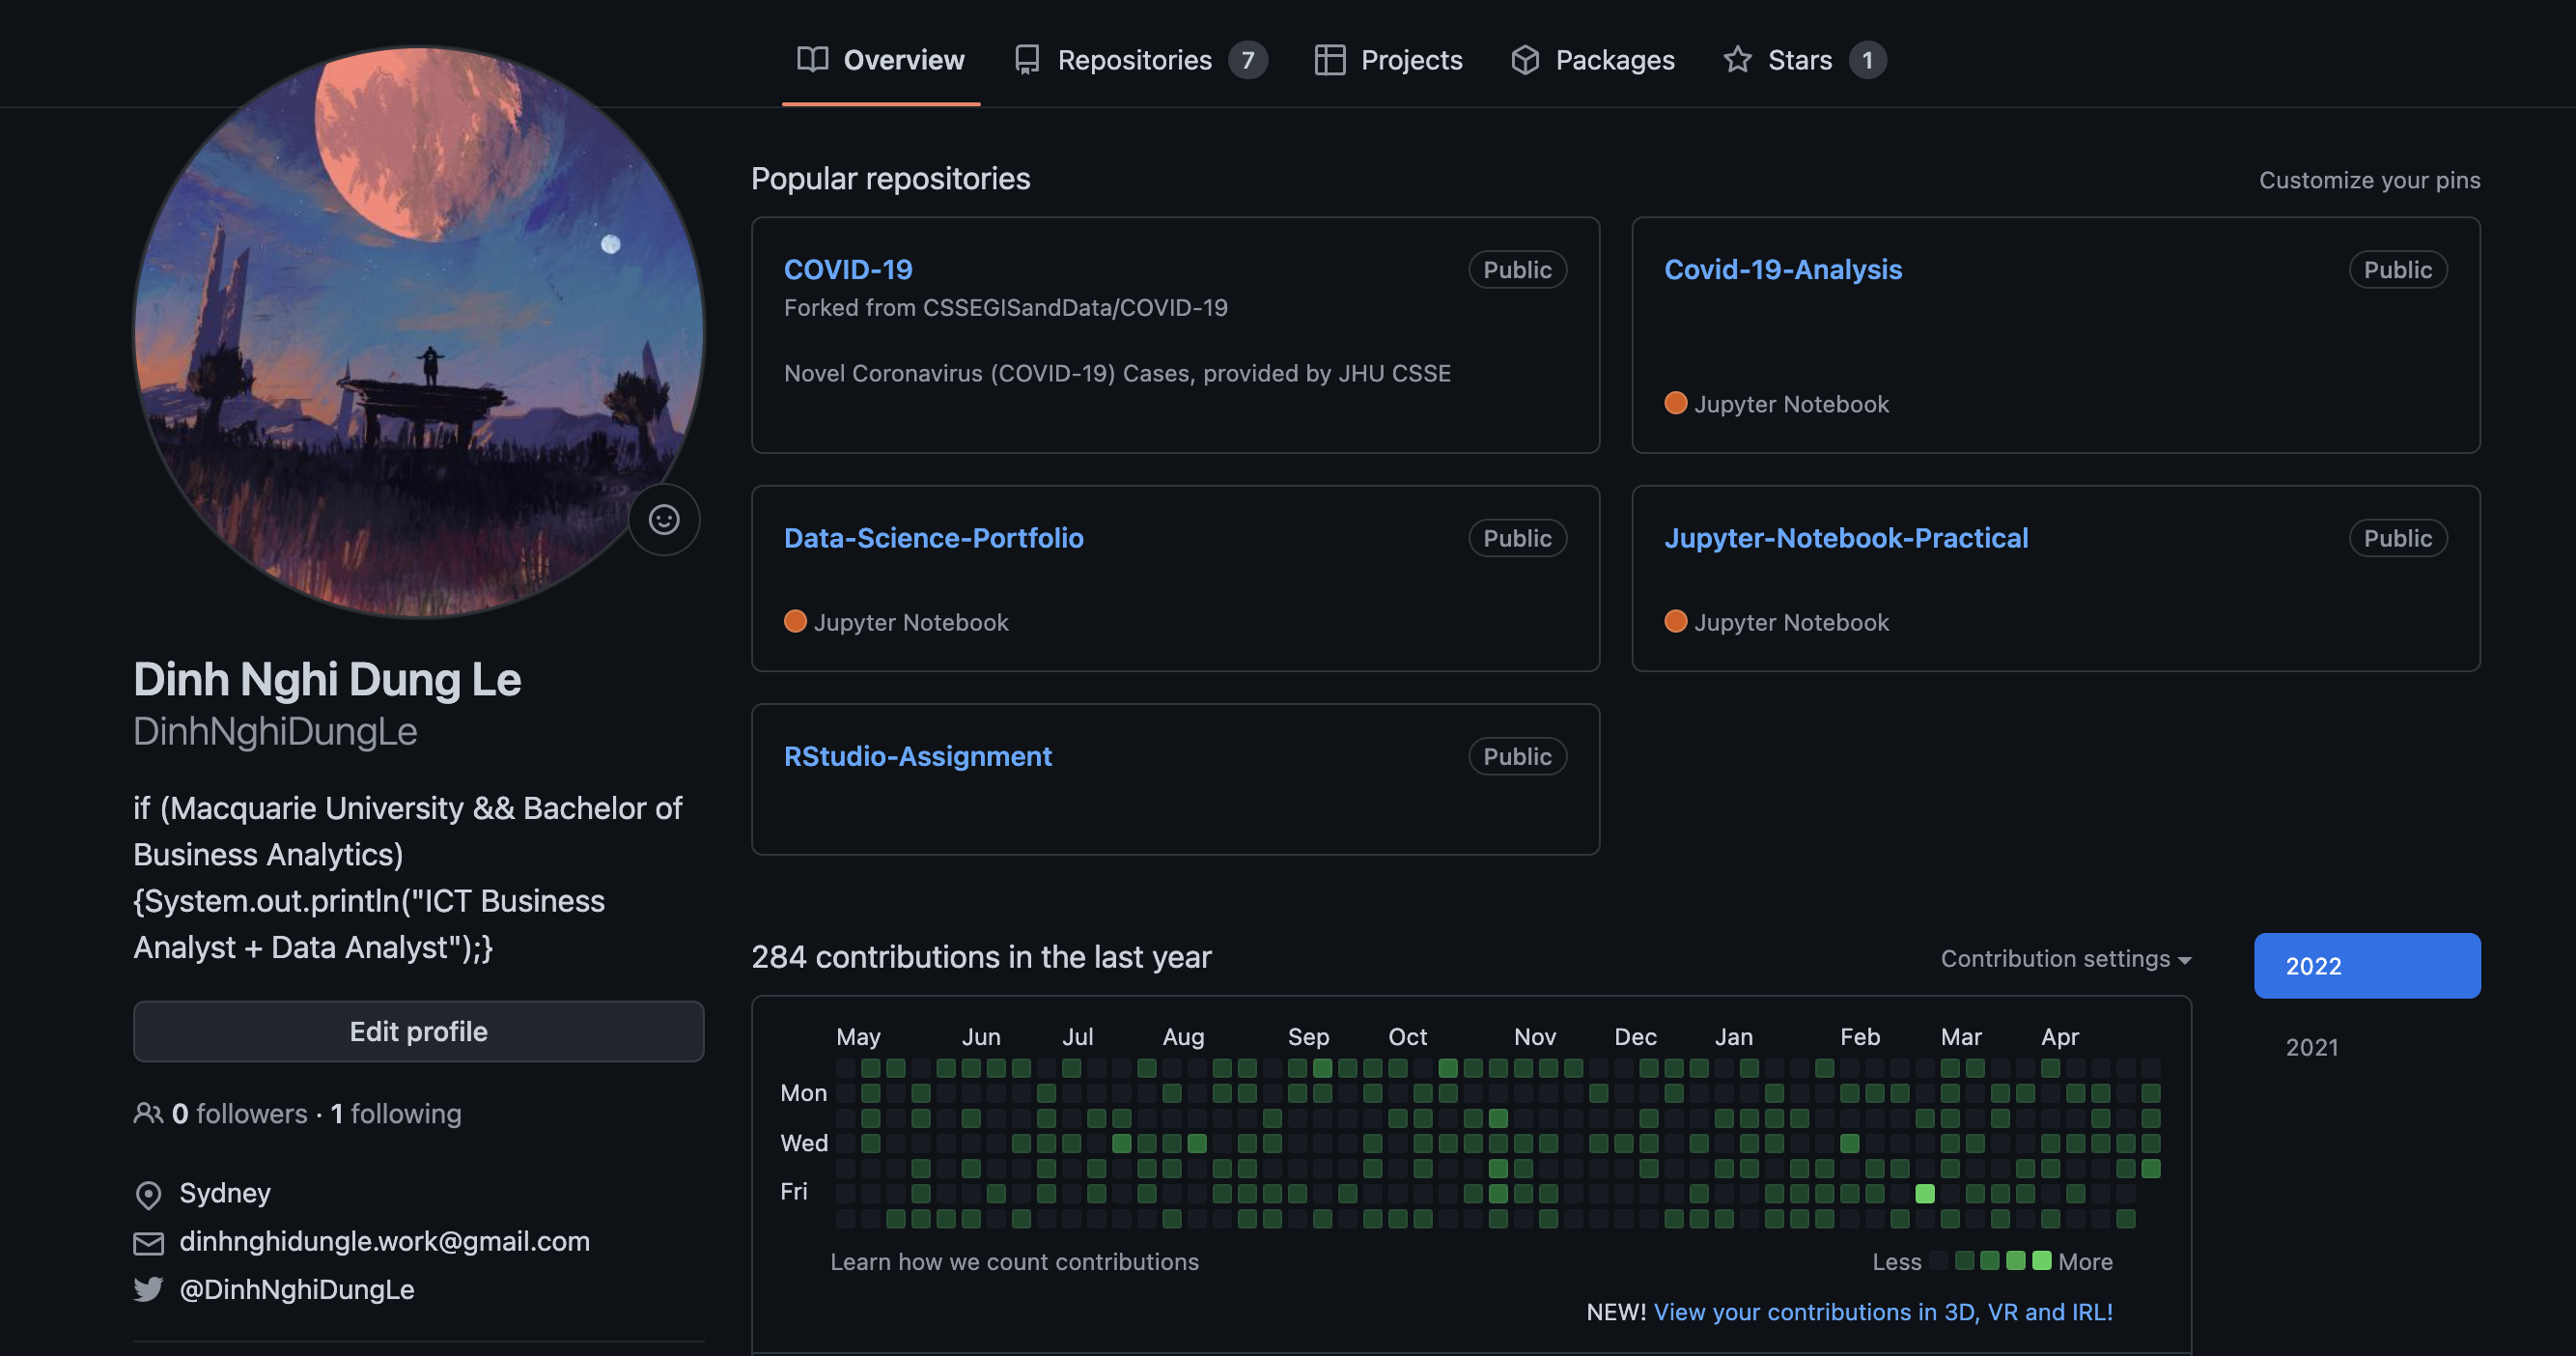 Overview Repositories 7 Projects Packages Stars 1
Popular repositories Customize your pins
COVID-19 Public
Forked from CSSEGISandData/COVID-19
Novel Coronavirus (COVID-19) Cases, provided by JHU CSSE
Covid-19-Analysis Public
Jupyter Notebook
Data-Science-Portfolio Public
Jupyter Notebook
Jupyter-Notebook-Practical Public
Jupyter Notebook
RStudio-Assignment Public
Dinh Nghi Dung Le
DinhNghiDungLe
if (Macquarie University && Bachelor of
Business Analytics)
{System.out.println("ICT Business
Analyst + Data Analyst");}
Edit profile
0 followers · 1 following
Sydney
dinhnghidungle.work@gmail.com
@DinhNghiDungLe
284 contributions in the last year Contribution settings
2022
2021
May Jun Jul Aug Sep Oct Nov Dec Jan Feb Mar Apr
Mon
Wed
Fri
Learn how we count contributions Less More
NEW! View your contributions in 3D, VR and IRL!